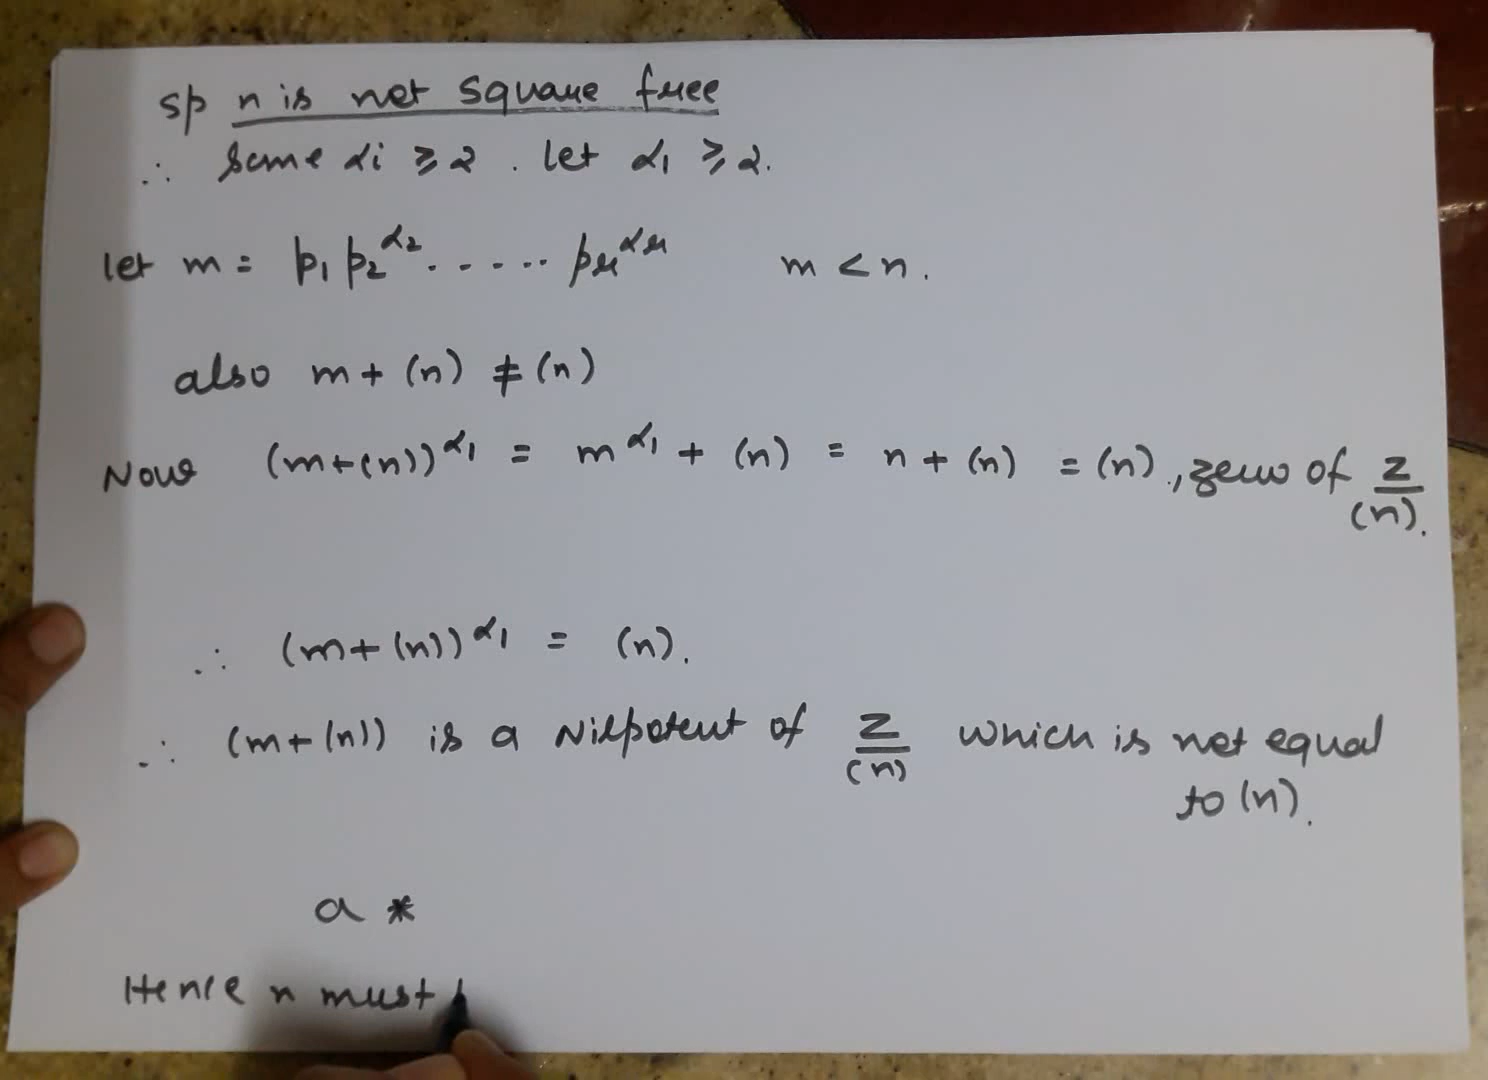 sp n is not square free
∴ some αi ≥ 2 . let α₁ ≥ 2.
let m = p₁ p₂^α₂ ...... pᵣ^αᵣ m < n.
also m + (n) ≠ (n)
Now (m+(n))^α₁ = m^α₁ + (n) = n + (n) = (n)., zero of Z/(n).
∴ (m+(n))^α₁ = (n).
∴ (m+(n)) is a Nilpotent of Z/(n) which is not equal
to (n).
a *
Hence n must